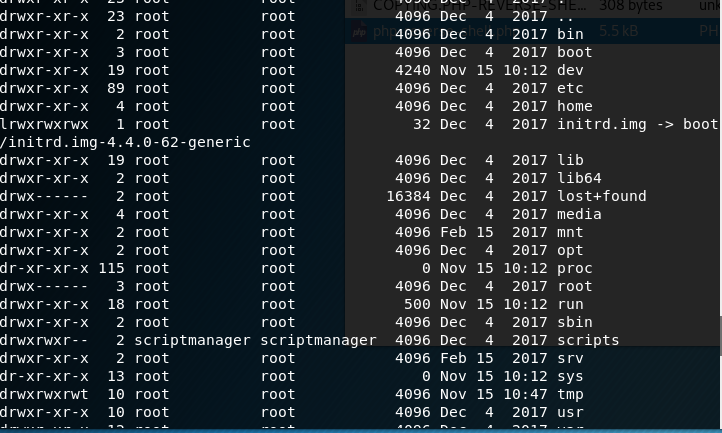 COPYING.PHP-REVERSE-SHE... 308 bytes unk
drwxr-xr-x 23 root root 4096 Dec 4 2017 ..
drwxr-xr-x 2 root root 4096 Dec 4 2017 bin
drwxr-xr-x 3 root root 4096 Dec 4 2017 boot
drwxr-xr-x 19 root root 4240 Nov 15 10:12 dev
drwxr-xr-x 89 root root 4096 Dec 4 2017 etc
drwxr-xr-x 4 root root 4096 Dec 4 2017 home
lrwxrwxrwx 1 root root 32 Dec 4 2017 initrd.img -> boot
/initrd.img-4.4.0-62-generic
drwxr-xr-x 19 root root 4096 Dec 4 2017 lib
drwxr-xr-x 2 root root 4096 Dec 4 2017 lib64
drwx------ 2 root root 16384 Dec 4 2017 lost+found
drwxr-xr-x 4 root root 4096 Dec 4 2017 media
drwxr-xr-x 2 root root 4096 Feb 15 2017 mnt
drwxr-xr-x 2 root root 4096 Dec 4 2017 opt
dr-xr-xr-x 115 root root 0 Nov 15 10:12 proc
drwx------ 3 root root 4096 Dec 4 2017 root
drwxr-xr-x 18 root root 500 Nov 15 10:12 run
drwxr-xr-x 2 root root 4096 Dec 4 2017 sbin
drwxrwxr-- 2 scriptmanager scriptmanager 4096 Dec 4 2017 scripts
drwxr-xr-x 2 root root 4096 Feb 15 2017 srv
dr-xr-xr-x 13 root root 0 Nov 15 10:12 sys
drwxrwxrwt 10 root root 4096 Nov 15 10:47 tmp
drwxr-xr-x 10 root root 4096 Dec 4 2017 usr